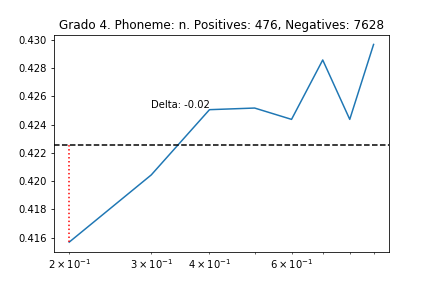 Grado 4. Phoneme: n. Positives: 476, Negatives: 7628
0.430
0.428
0.426
0.424
0.422
0.420
0.418
0.416
Delta: -0.02
2 × 10⁻¹ 3 × 10⁻¹ 4 × 10⁻¹ 6 × 10⁻¹